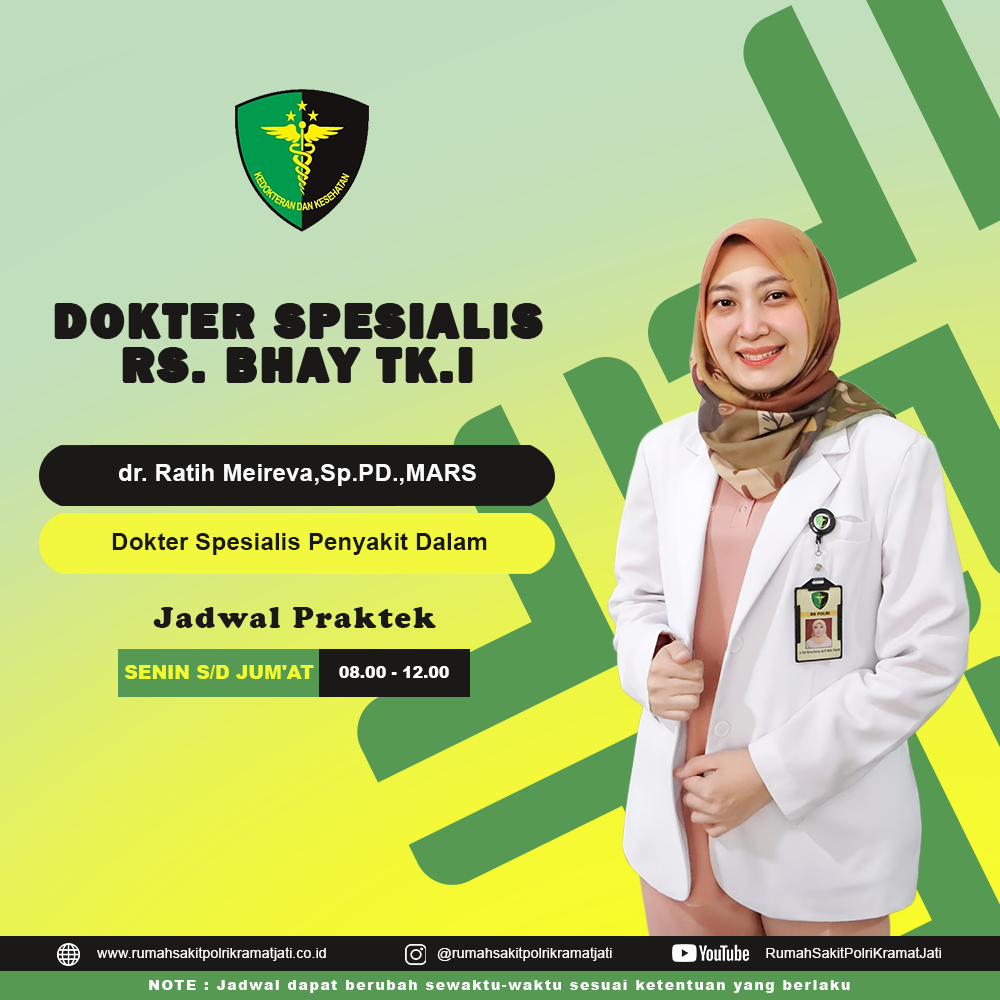 KEDOKTERAN DAN KESEHATAN
DOKTER SPESIALIS
RS. BHAY TK.I
dr. Ratih Meireva,Sp.PD.,MARS
Dokter Spesialis Penyakit Dalam
Jadwal Praktek
SENIN S/D JUM'AT 08.00 - 12.00
RS POLRI
www.rumahsakitpolrikramatjati.co.id @rumahsakitpolrikramatjati YouTube RumahSakitPolriKramatJati
NOTE : Jadwal dapat berubah sewaktu-waktu sesuai ketentuan yang berlaku